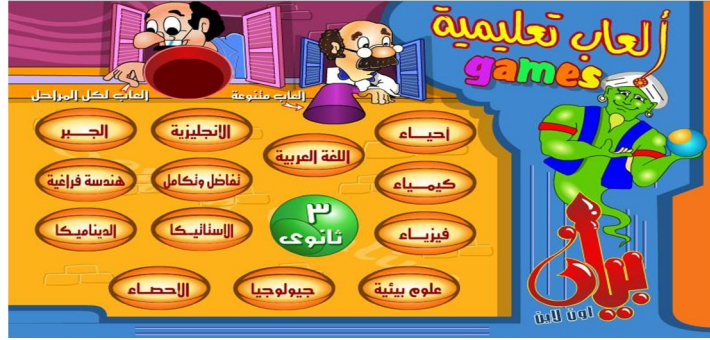 ألعاب تعليمية
games
ألعاب لكل المراحل
ألعاب متنوعة
أحياء
الانجليزية
الجبر
اللغة العربية
كيمياء
تفاضل وتكامل
هندسة فراغية
٣
ثانوى
فيزياء
الاستاتيكا
الديناميكا
علوم بيئية
جيولوجيا
الاحصاء
بيان
اون لاين